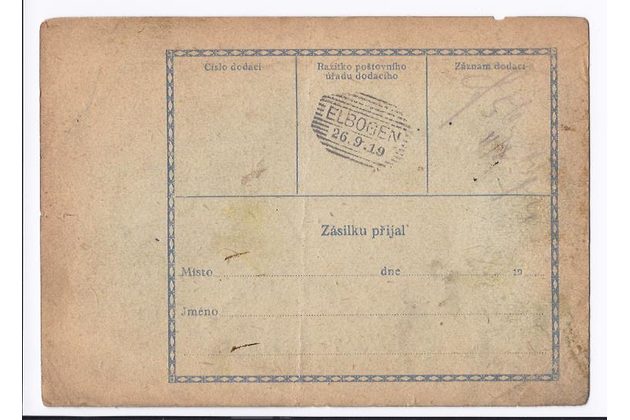 Číslo dodací
Razítko poštovního
úřadu dodacího
Záznam dodací
ELBOGEN
26.9.19
Zásilku přijal
Místo dne 19
Jméno